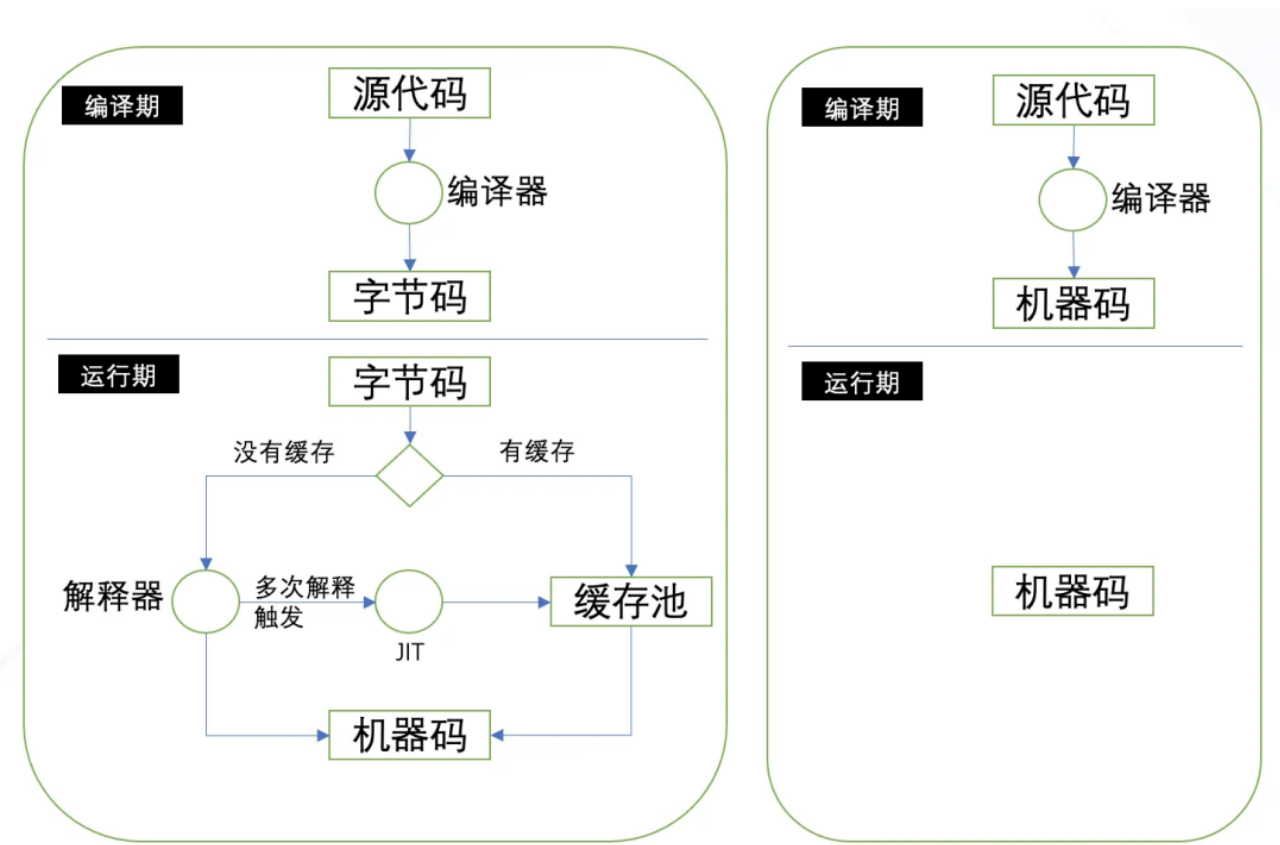 编译期
源代码
编译器
字节码
运行期
字节码
没有缓存
有缓存
解释器
多次解释
触发
JIT
缓存池
机器码
编译期
源代码
编译器
机器码
运行期
机器码